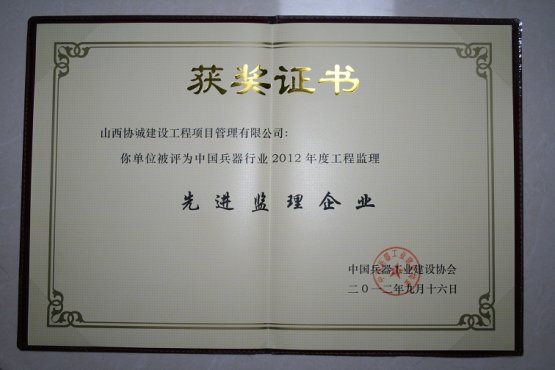 获奖证书
山西协诚建设工程项目管理有限公司：
你单位被评为中国兵器行业2012年度工程监理
先进监理企业
中国兵器工业建设协会
二〇一二年九月十六日